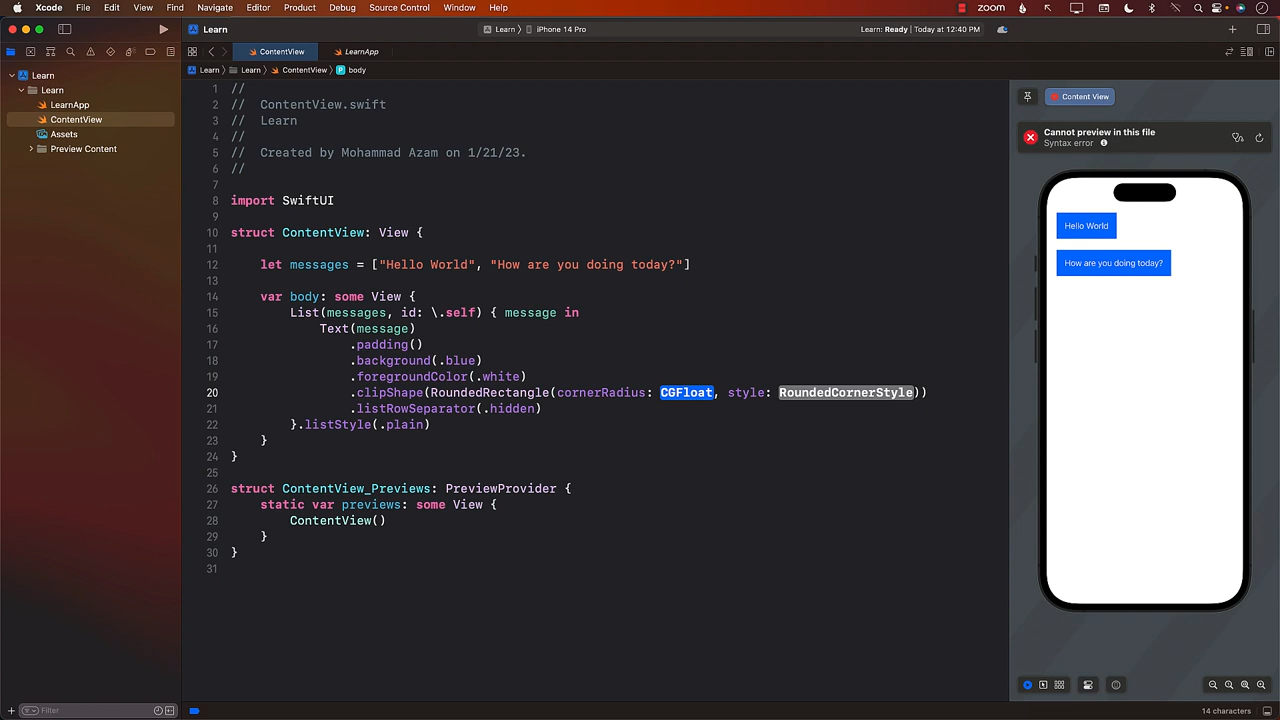 Xcode File Edit View Find Navigate Editor Product Debug Source Control Window Help zoom
Learn Learn 〉 iPhone 14 Pro Learn: Ready | Today at 12:40 PM
ContentView LearnApp
Learn 〉 Learn 〉 ContentView 〉 P body
Learn
Learn
LearnApp
ContentView
Assets
Preview Content
Filter
1 //
2 //  ContentView.swift
3 //  Learn
4 //
5 //  Created by Mohammad Azam on 1/21/23.
6 //
7
8 import SwiftUI
9
10 struct ContentView: View {
11
12     let messages = ["Hello World", "How are you doing today?"]
13
14     var body: some View {
15         List(messages, id: \.self) { message in
16             Text(message)
17                 .padding()
18                 .background(.blue)
19                 .foregroundColor(.white)
20                 .clipShape(RoundedRectangle(cornerRadius: CGFloat, style: RoundedCornerStyle))
21                 .listRowSeparator(.hidden)
22         }.listStyle(.plain)
23     }
24 }
25
26 struct ContentView_Previews: PreviewProvider {
27     static var previews: some View {
28         ContentView()
29     }
30 }
31
Content View
Cannot preview in this file
Syntax error
Hello World
How are you doing today?
14 characters